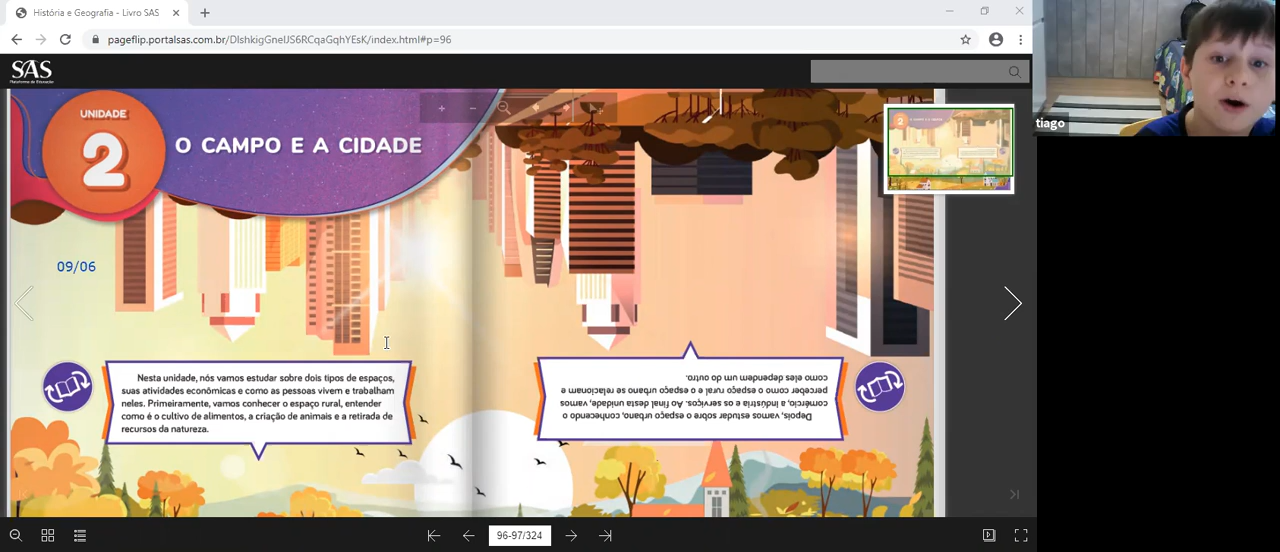 História e Geografia - Livro SAS
pageflip.portalsas.com.br/DlshkigGnelJS6RCqaGqhYEsK/index.html#p=96
SAS
Plataforma de Educação
tiago
UNIDADE
2
O CAMPO E A CIDADE
09/06
Nesta unidade, nós vamos estudar sobre dois tipos de espaços,
suas atividades econômicas e como as pessoas vivem e trabalham
neles. Primeiramente, vamos conhecer o espaço rural, entender
como é o cultivo de alimentos, a criação de animais e a retirada de
recursos da natureza.
Depois, vamos estudar sobre o espaço urbano, conhecendo o
comércio, a indústria e os serviços. Ao final desta unidade, vamos
perceber como o espaço rural e o espaço urbano se relacionam e
como eles dependem um do outro.
96-97/324